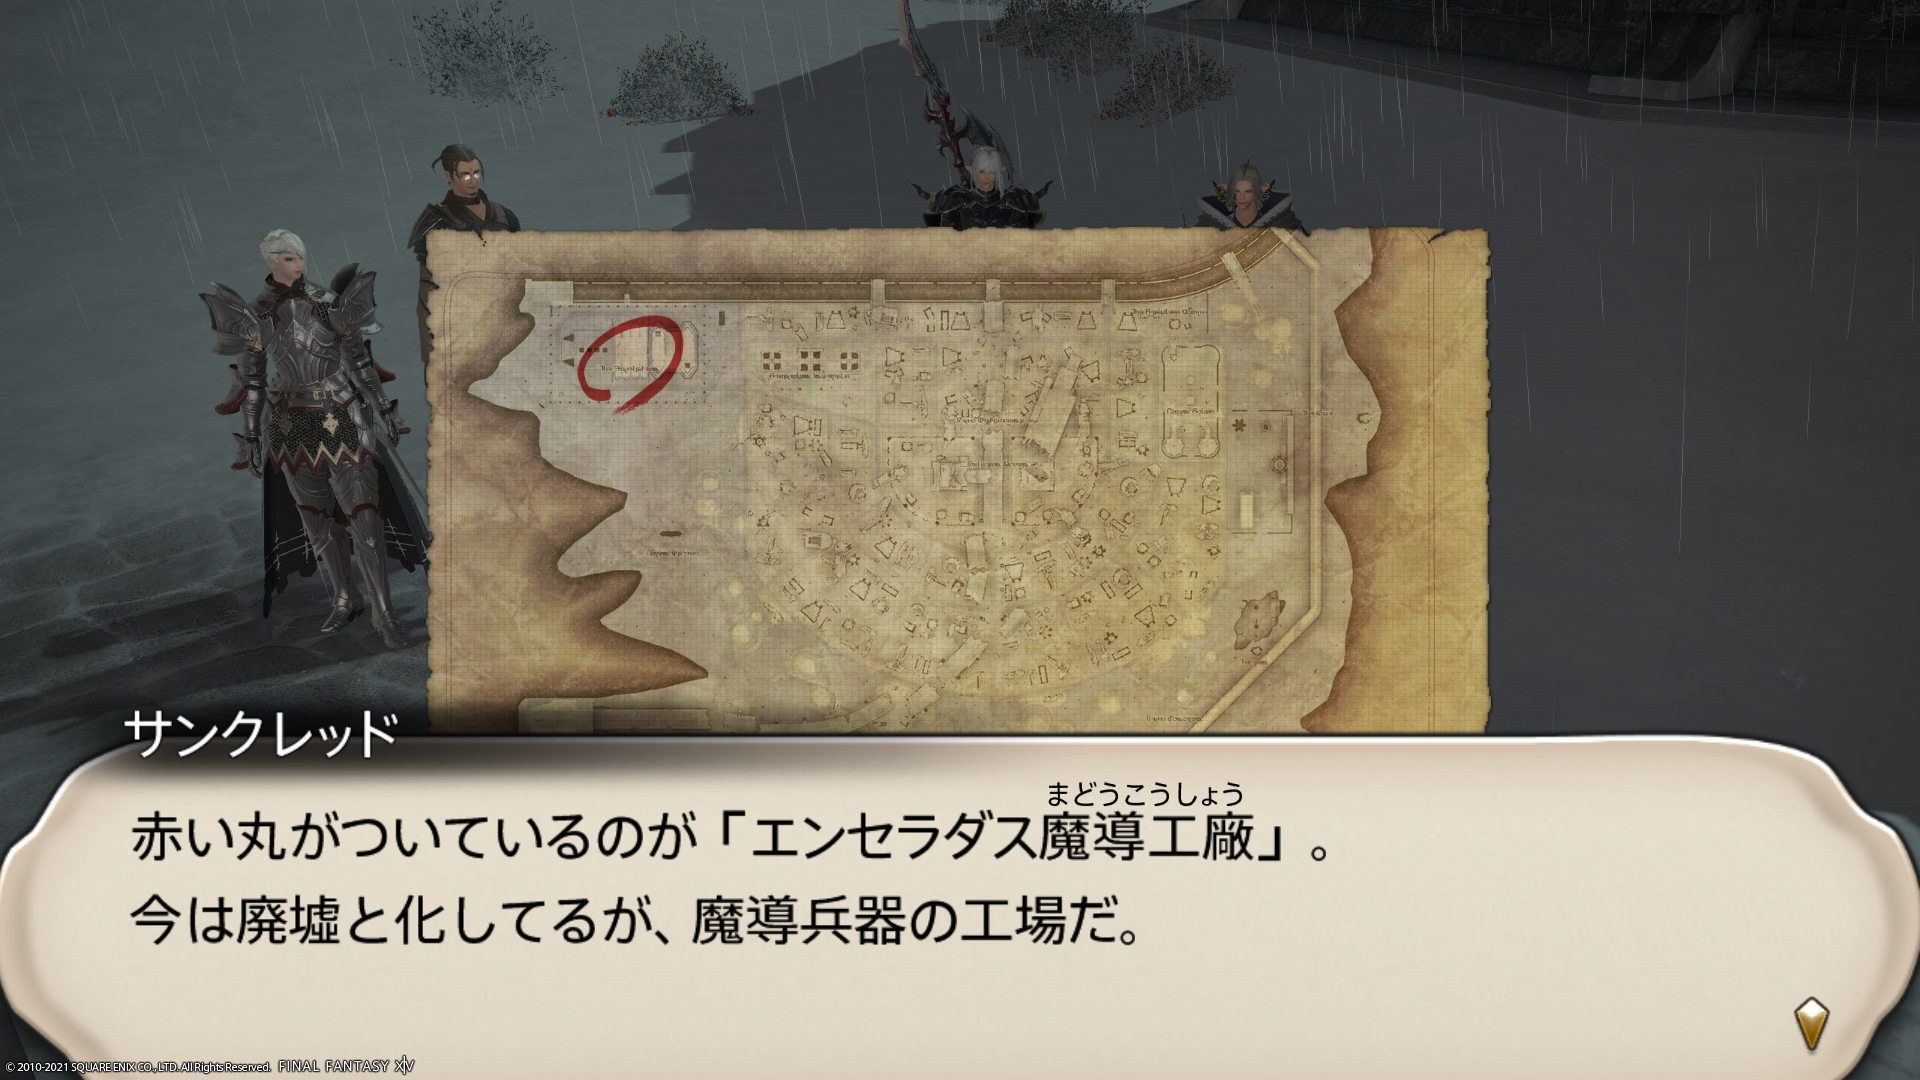 サンクレッド
まどうこうしょう
赤い丸がついているのが「エンセラダス魔導工廠」。
今は廃墟と化してるが、魔導兵器の工場だ。
© 2010-2021 SQUARE ENIX CO., LTD. All Rights Reserved. FINAL FANTASY XIV